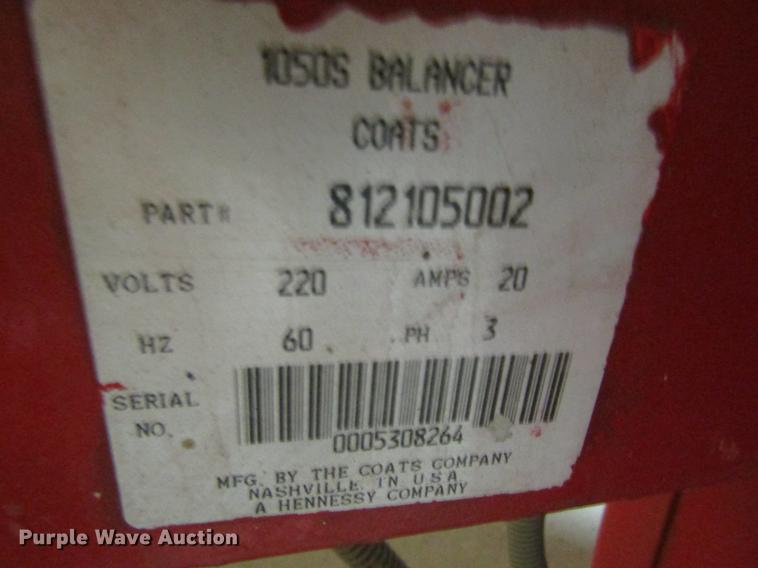 1050S BALANCER
COATS
PART# 812105002
VOLTS 220 AMPS 20
HZ 60 PH 3
SERIAL
NO.
0005308264
MFG. BY THE COATS COMPANY
NASHVILLE. TN U S A
A HENNESSY COMPANY
Purple Wave Auction